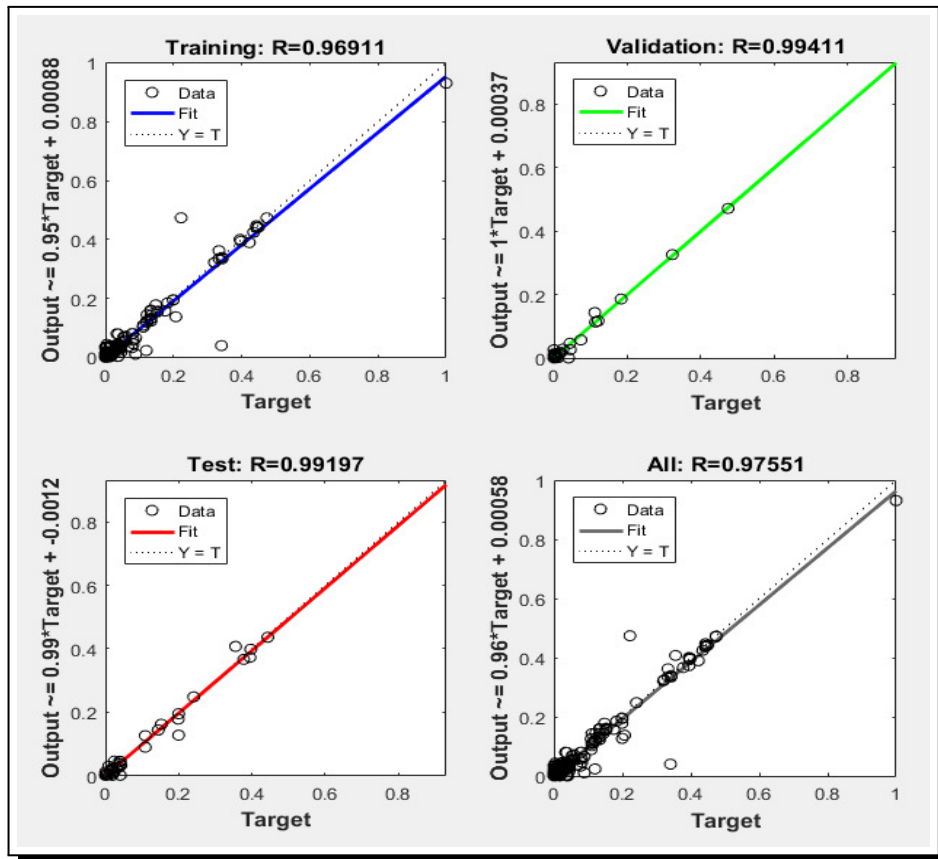 Training: R=0.96911
Output ~= 0.95*Target + 0.00088
1
0.8
0.6
0.4
0.2
0
Data
Fit
Y = T
0
0.2
0.4
0.6
0.8
1
Target
Validation: R=0.99411
Output ~= 1*Target + 0.00037
0.8
0.6
0.4
0.2
0
Data
Fit
Y = T
0
0.2
0.4
0.6
0.8
Target
Test: R=0.99197
Output ~= 0.99*Target + -0.0012
0.8
0.6
0.4
0.2
0
Data
Fit
Y = T
0
0.2
0.4
0.6
0.8
Target
All: R=0.97551
Output ~= 0.96*Target + 0.00058
1
0.8
0.6
0.4
0.2
0
Data
Fit
Y = T
0
0.2
0.4
0.6
0.8
1
Target